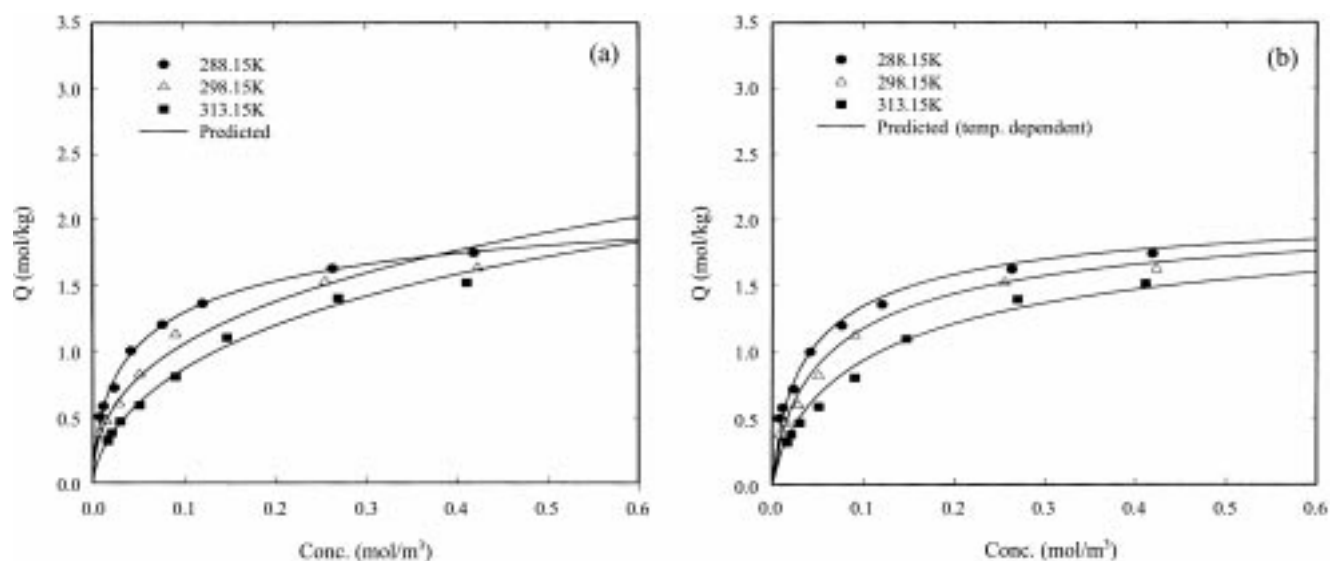 (a)
288.15K
298.15K
313.15K
Predicted
3.5
3.0
2.5
2.0
1.5
1.0
0.5
0.0
Q (mol/kg)
0.0 0.1 0.2 0.3 0.4 0.5 0.6
Conc. (mol/m³)
(b)
288.15K
298.15K
313.15K
Predicted (temp. dependent)
3.5
3.0
2.5
2.0
1.5
1.0
0.5
0.0
Q (mol/kg)
0.0 0.1 0.2 0.3 0.4 0.5 0.6
Conc. (mol/m³)